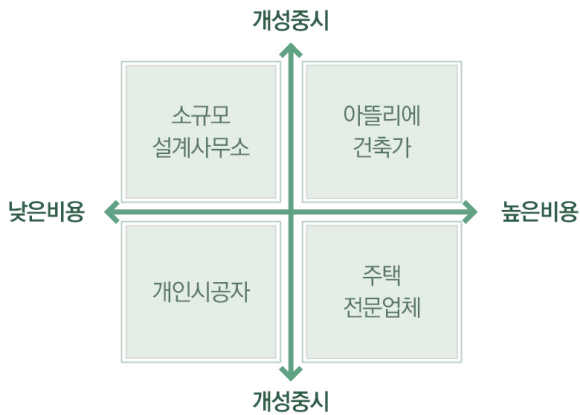 개성중시
소규모
설계사무소
아뜰리에
건축가
낮은비용
높은비용
개인시공자
주택
전문업체
개성중시